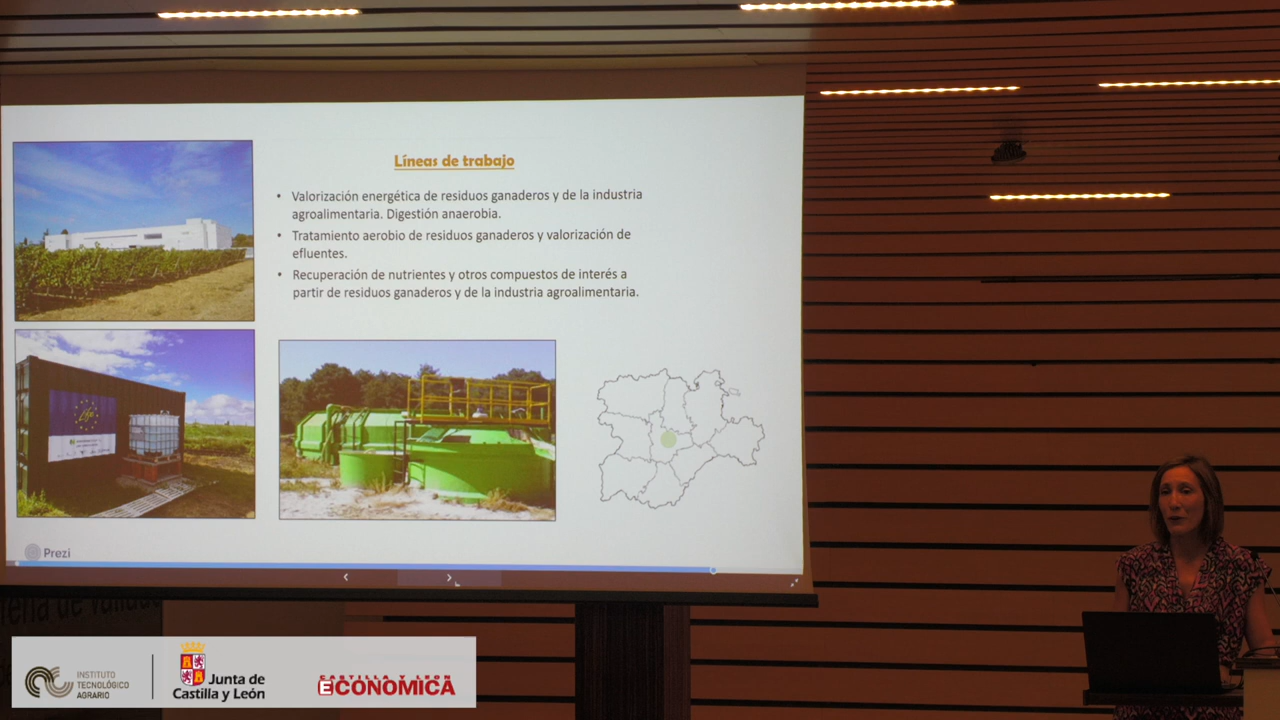 Líneas de trabajo
• Valorización energética de residuos ganaderos y de la industria
agroalimentaria. Digestión anaerobia.
• Tratamiento aerobio de residuos ganaderos y valorización de
efluentes.
• Recuperación de nutrientes y otros compuestos de interés a
partir de residuos ganaderos y de la industria agroalimentaria.
Life
Prezi
INSTITUTO
TECNOLÓGICO
AGRARIO
Junta de
Castilla y León
CASTILLA Y LEÓN
ECONÓMICA